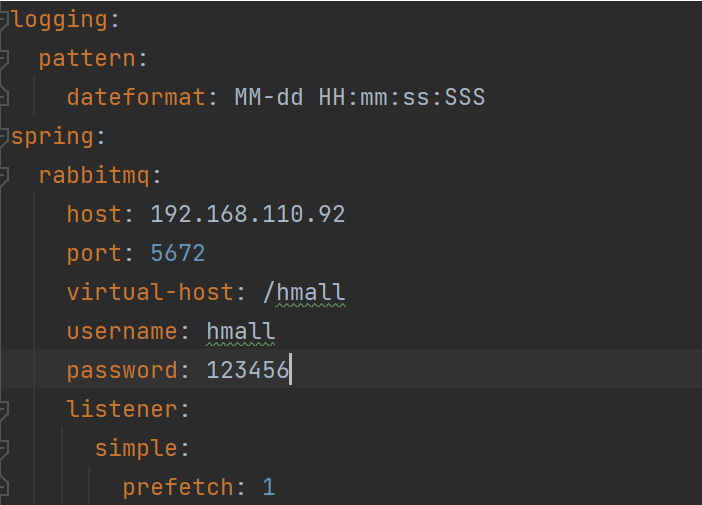 logging:
  pattern:
    dateformat: MM-dd HH:mm:ss:SSS
spring:
  rabbitmq:
    host: 192.168.110.92
    port: 5672
    virtual-host: /hmall
    username: hmall
    password: 123456
    listener:
      simple:
        prefetch: 1